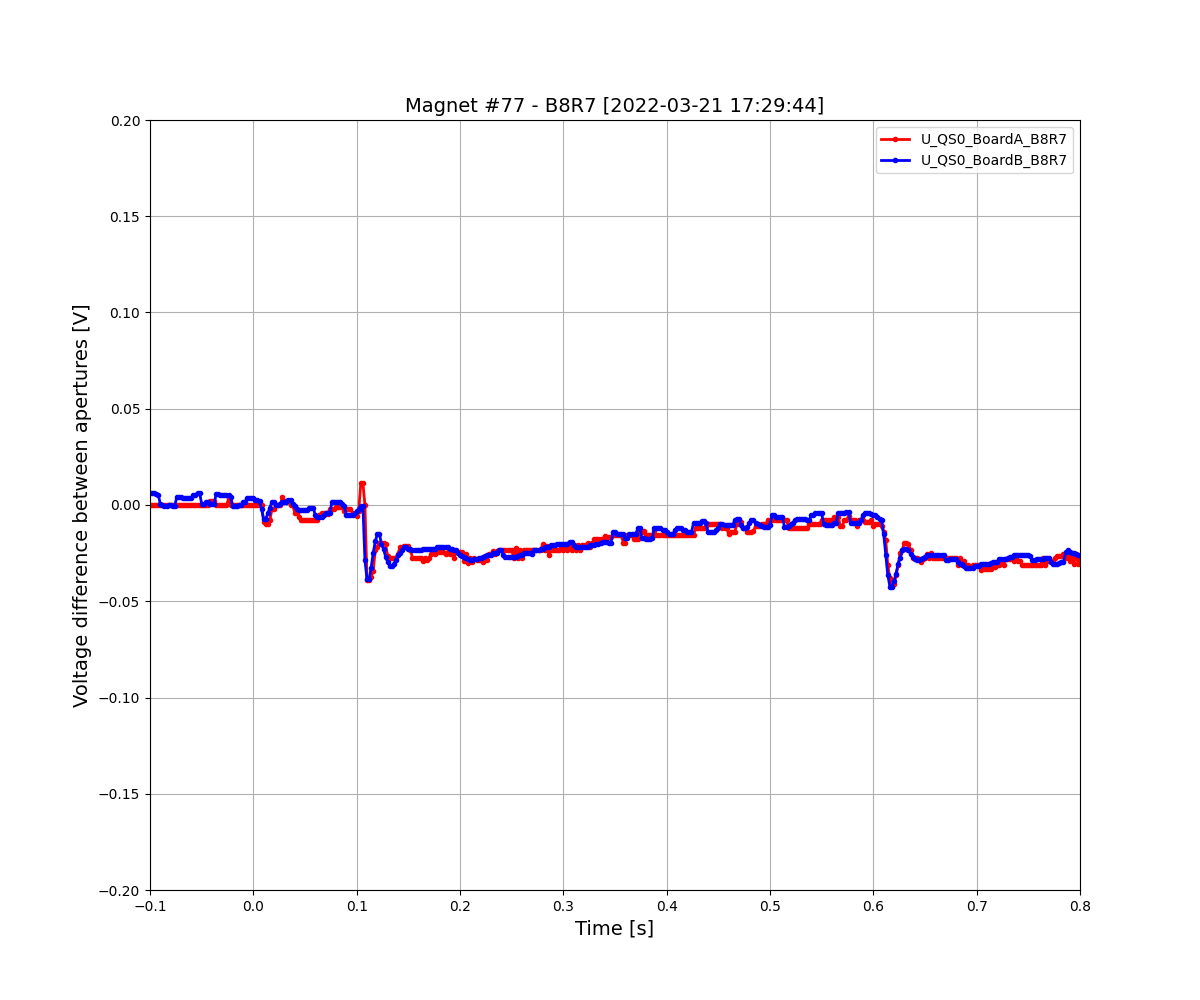 Magnet #77 - B8R7 [2022-03-21 17:29:44]
U_QS0_BoardA_B8R7
U_QS0_BoardB_B8R7
Voltage difference between apertures [V]
0.20
0.15
0.10
0.05
0.00
−0.05
−0.10
−0.15
−0.20
−0.1 0.0 0.1 0.2 0.3 0.4 0.5 0.6 0.7 0.8
Time [s]